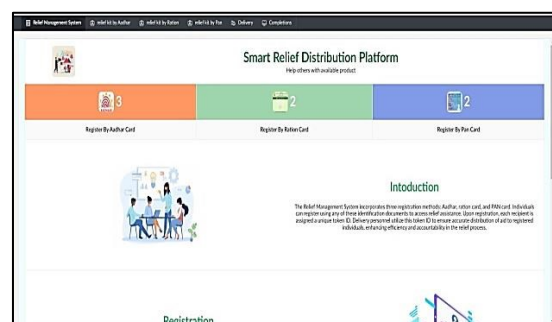 Relief Management System relief kit by Aadhar relief kit by Ration relief kit by Pan Delivery Completions
Smart Relief Distribution Platform
Help others with available product
3 2 2
Register By Aadhar Card Register By Ration Card Register By Pan Card
Intoduction
The Relief Management System incorporates three registration methods: Aadhar, ration card, and PAN card. Individuals
can register using any of these identification documents to access relief assistance. Upon registration, each recipient is
assigned a unique token ID. Delivery personnel utilize this token ID to ensure accurate distribution of aid to registered
individuals, enhancing efficiency and accountability in the relief process.
Registration